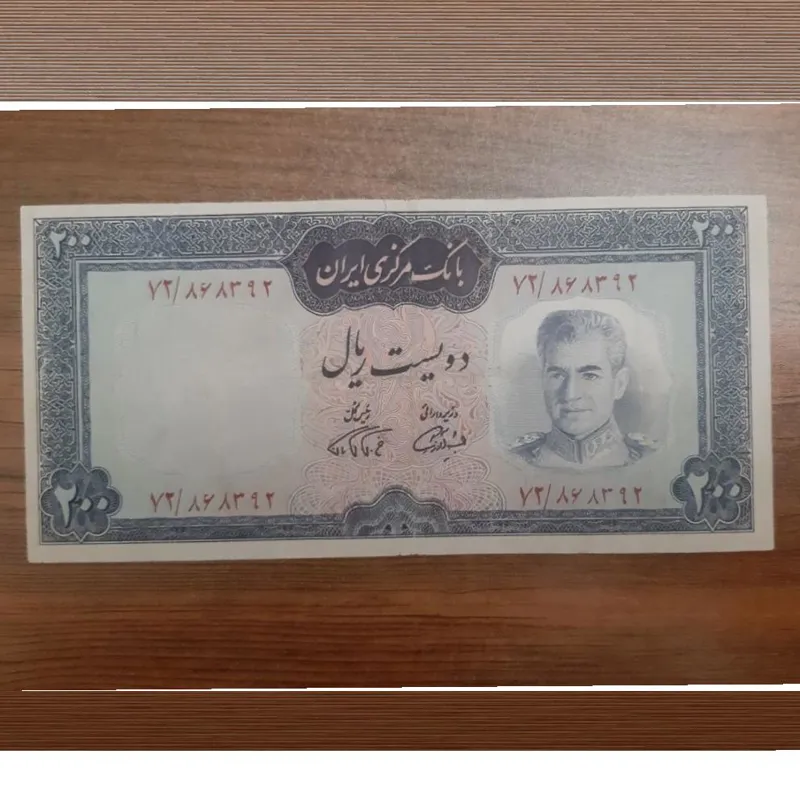 ۲۰۰
۲۰۰
بانک مرکزی ایران
۷۲/۸۶۸۳۹۲
۷۲/۸۶۸۳۹۲
دویست ریال
وزیر دارائی
رئیس کل
۷۲/۸۶۸۳۹۲
۷۲/۸۶۸۳۹۲
۲۰۰
۲۰۰